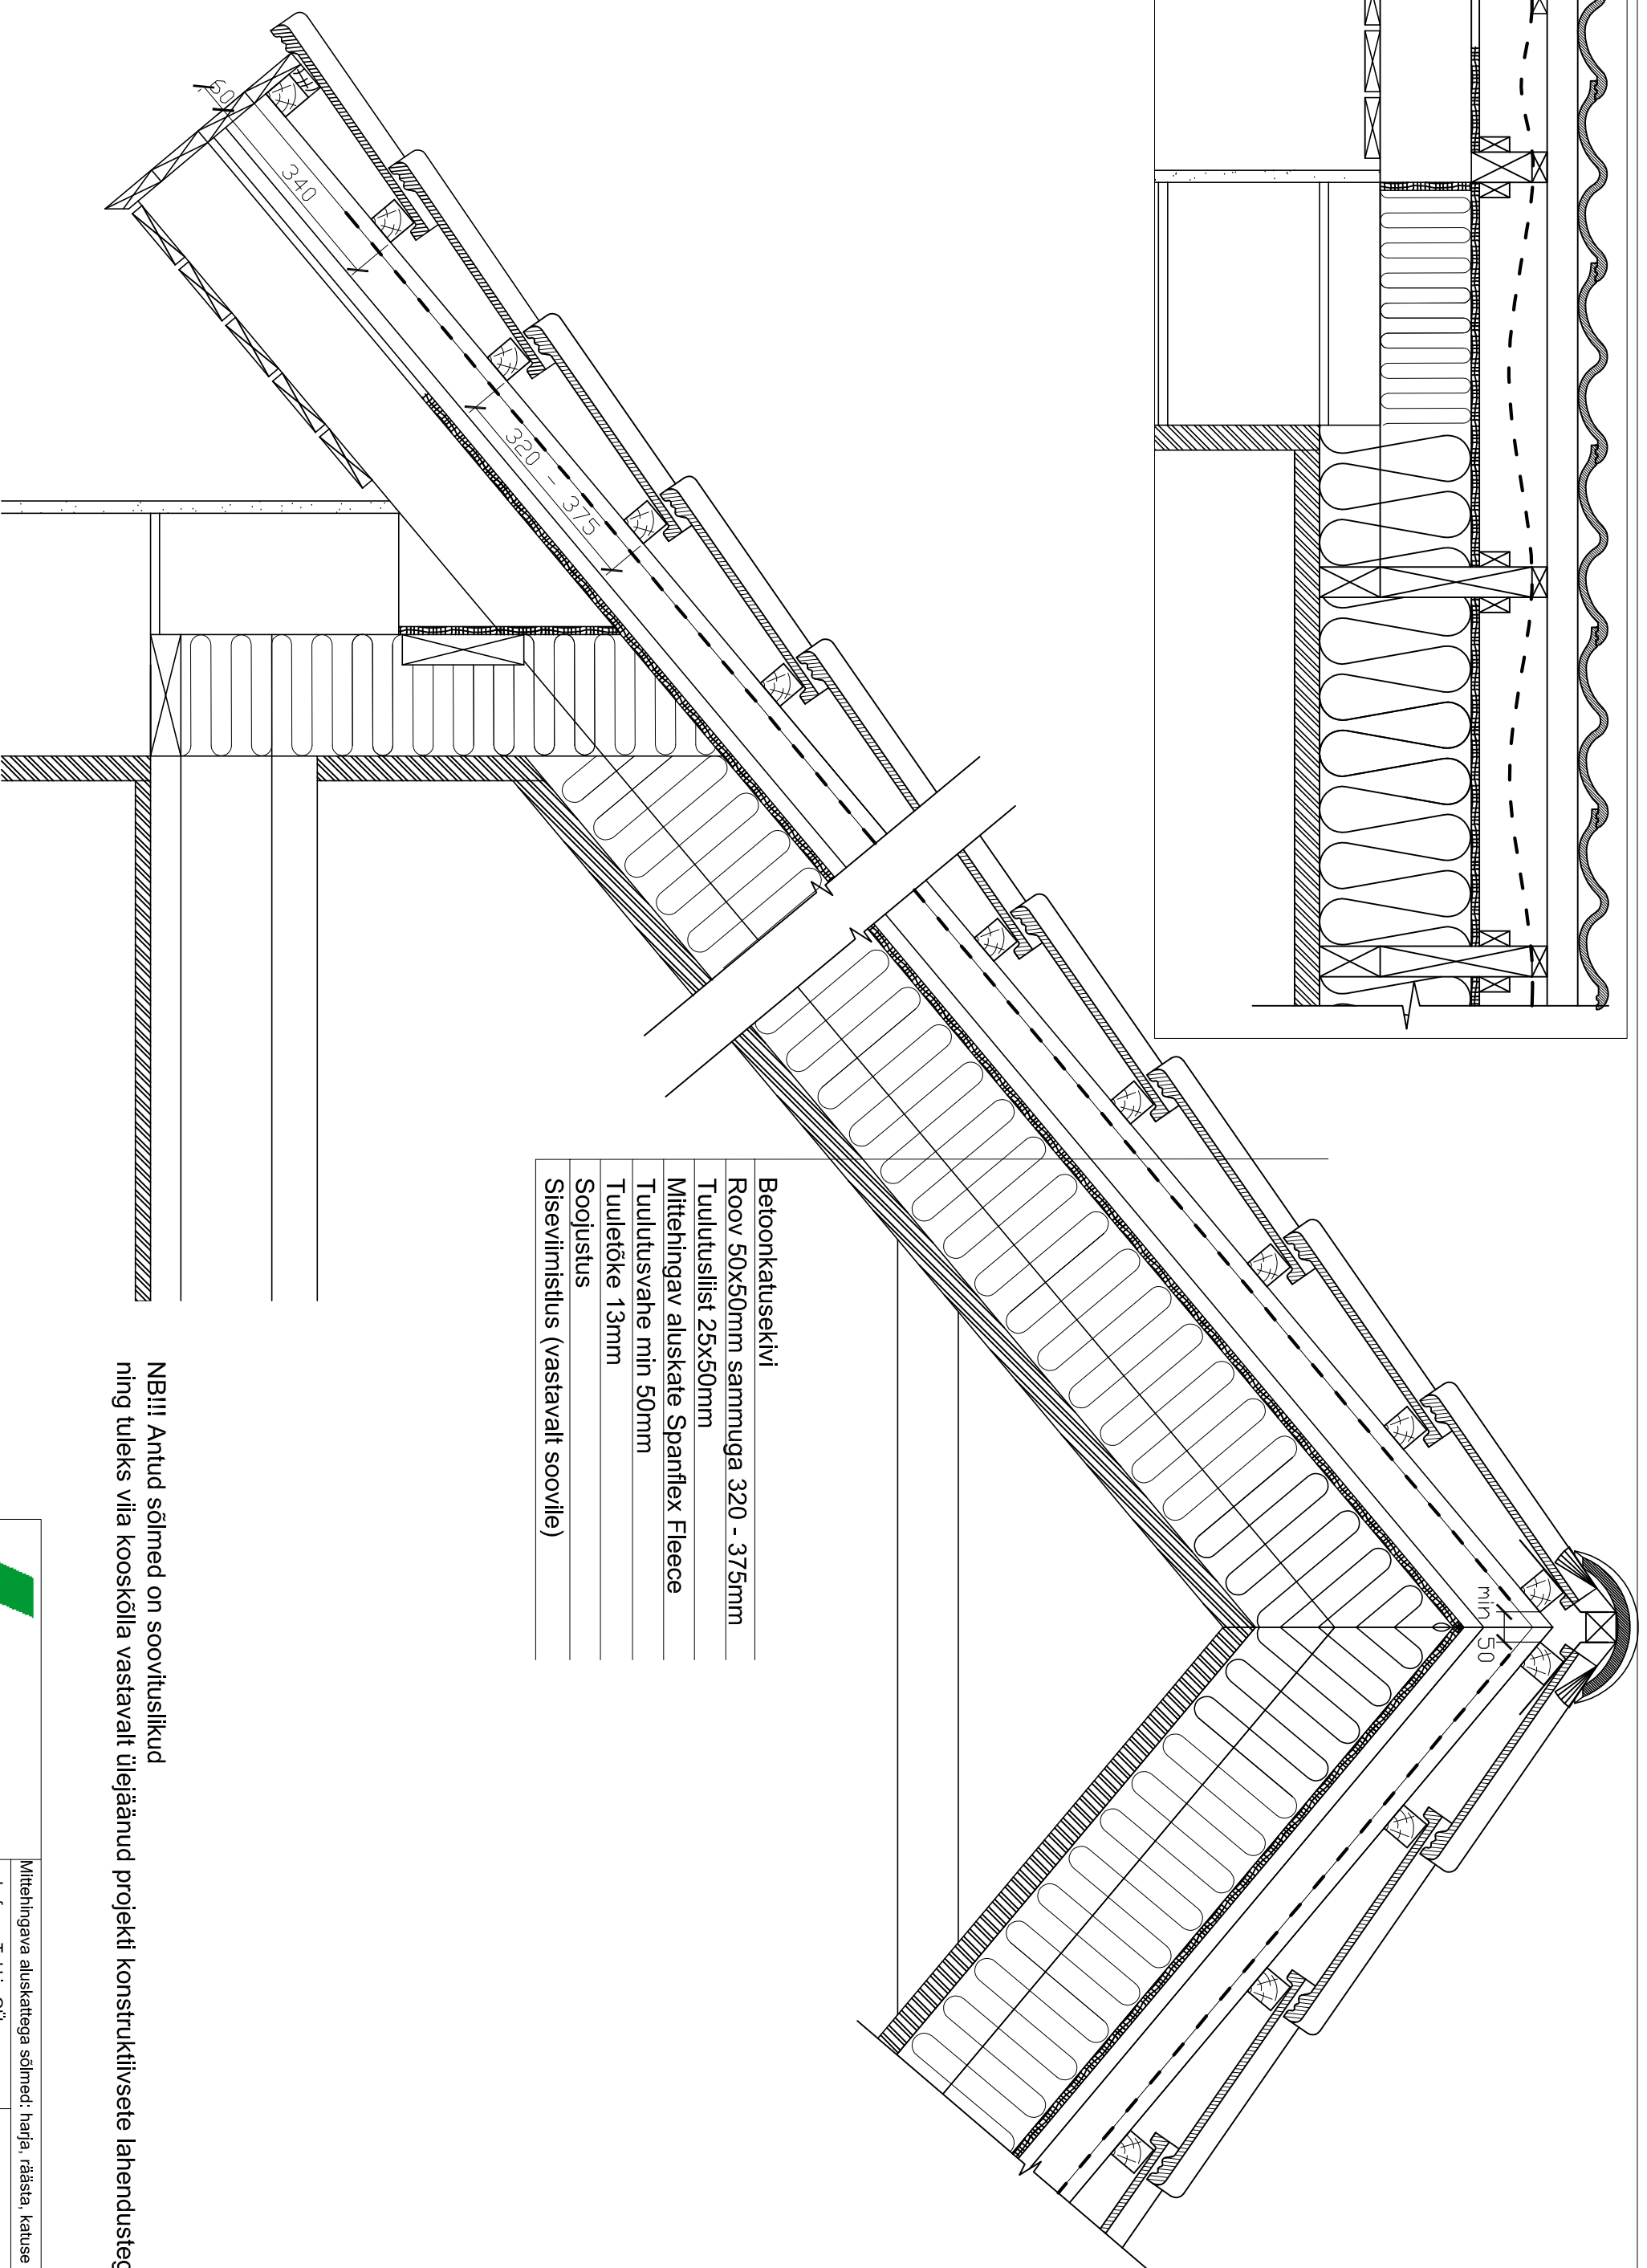 60
340
320 - 375
min 50
Betoonkatusekivi
Roov 50x50mm sammuga 320 - 375mm
Tuulutusliist 25x50mm
Mittehingav aluskate Spanflex Fleece
Tuulutusvahe min 50mm
Tuuletõke 13mm
Soojustus
Siseviimistlus (vastavalt soovile)
NB!!! Antud sõlmed on soovituslikud
ning tuleks viia kooskõlla vastavalt ülejäänud projekti konstruktiivsete lahendusteg
Mittehingava aluskattega sõlmed: harja, räästa, katuse